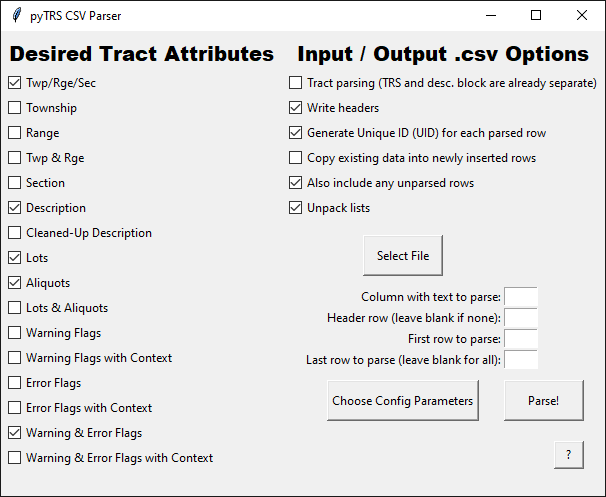 pyTRS CSV Parser
Desired Tract Attributes
Twp/Rge/Sec
Township
Range
Twp & Rge
Section
Description
Cleaned-Up Description
Lots
Aliquots
Lots & Aliquots
Warning Flags
Warning Flags with Context
Error Flags
Error Flags with Context
Warning & Error Flags
Warning & Error Flags with Context
Input / Output .csv Options
Tract parsing (TRS and desc. block are already separate)
Write headers
Generate Unique ID (UID) for each parsed row
Copy existing data into newly inserted rows
Also include any unparsed rows
Unpack lists
Select File
Column with text to parse:
Header row (leave blank if none):
First row to parse:
Last row to parse (leave blank for all):
Choose Config Parameters
Parse!
?